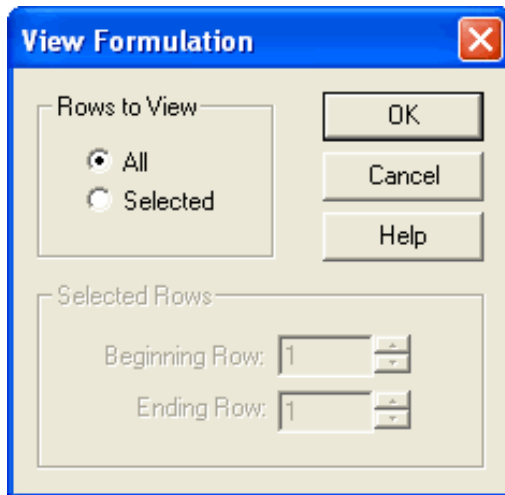 View Formulation
Rows to View
All
Selected
OK
Cancel
Help
Selected Rows
Beginning Row: 1
Ending Row: 1